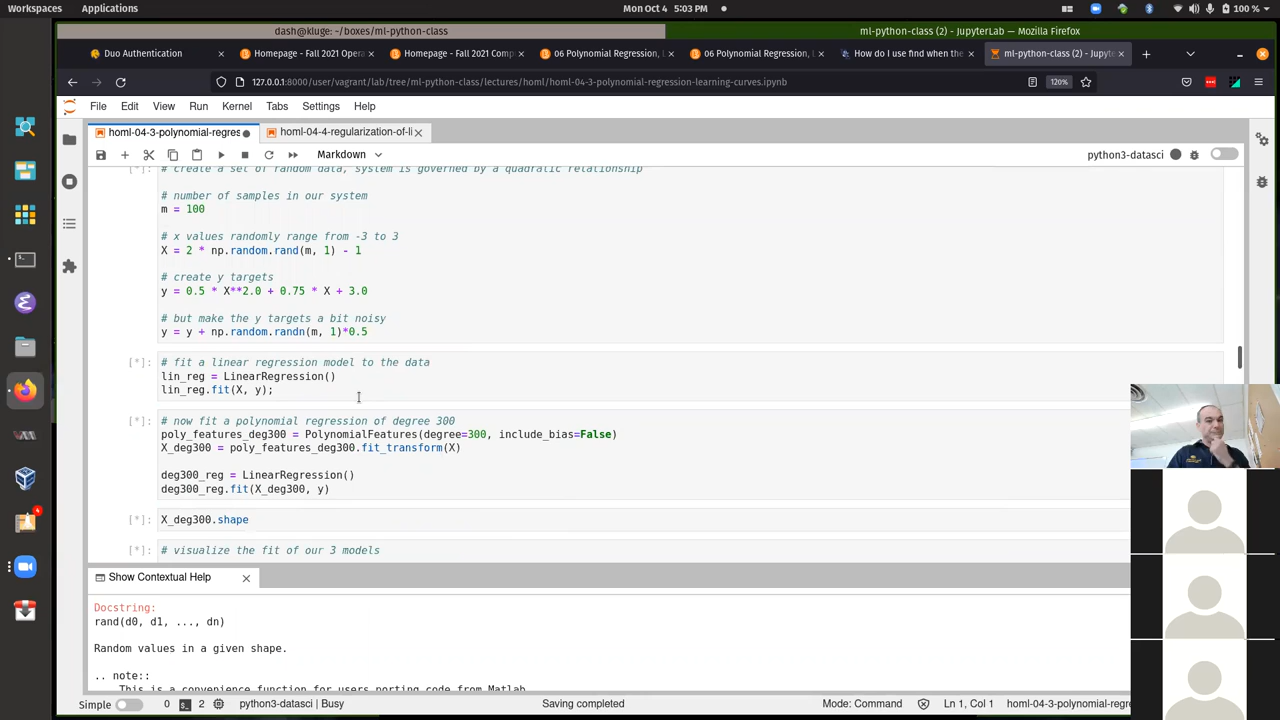 Workspaces
Applications
Mon Oct 4 5:03 PM
en
100 %
dash@kluge: ~/boxes/ml-python-class
ml-python-class (2) - JupyterLab — Mozilla Firefox
Duo Authentication
Homepage - Fall 2021 Opera
Homepage - Fall 2021 Comp
06 Polynomial Regression, L
06 Polynomial Regression, L
How do I use find when the
ml-python-class (2) - Jupyte
127.0.0.1:8000/user/vagrant/lab/tree/ml-python-class/lectures/homl/homl-04-3-polynomial-regression-learning-curves.ipynb
120%
File
Edit
View
Run
Kernel
Tabs
Settings
Help
homl-04-3-polynomial-regres
homl-04-4-regularization-of-li
Markdown
python3-datasci
[*]:
# create a set of random data, system is governed by a quadratic relationship
# number of samples in our system
m = 100
# x values randomly range from -3 to 3
X = 2 * np.random.rand(m, 1) - 1
# create y targets
y = 0.5 * X**2.0 + 0.75 * X + 3.0
# but make the y targets a bit noisy
y = y + np.random.randn(m, 1)*0.5
[*]:
# fit a linear regression model to the data
lin_reg = LinearRegression()
lin_reg.fit(X, y);
[*]:
# now fit a polynomial regression of degree 300
poly_features_deg300 = PolynomialFeatures(degree=300, include_bias=False)
X_deg300 = poly_features_deg300.fit_transform(X)
deg300_reg = LinearRegression()
deg300_reg.fit(X_deg300, y)
[*]:
X_deg300.shape
[*]:
# visualize the fit of our 3 models
Show Contextual Help
Docstring:
rand(d0, d1, ..., dn)
Random values in a given shape.
.. note::
This is a convenience function for users porting code from Matlab
Simple
0
2
python3-datasci | Busy
Saving completed
Mode: Command
Ln 1, Col 1
homl-04-3-polynomial-regre
4